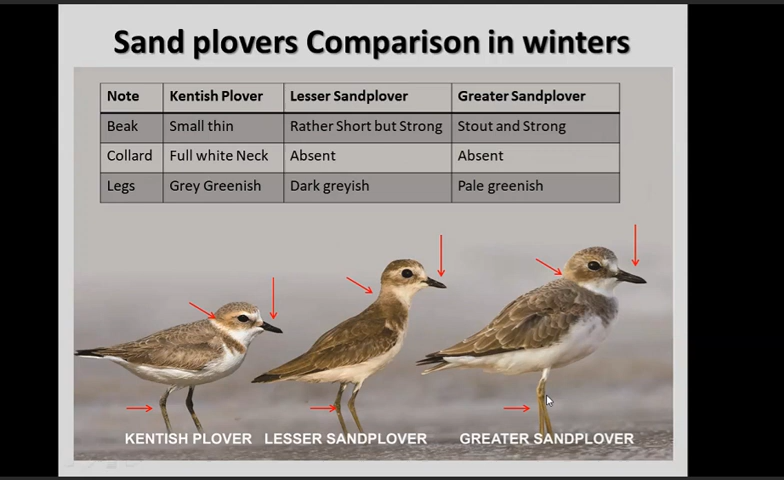 Sand plovers Comparison in winters
Note Kentish Plover Lesser Sandplover Greater Sandplover
Beak Small thin Rather Short but Strong Stout and Strong
Collard Full white Neck Absent Absent
Legs Grey Greenish Dark greyish Pale greenish
KENTISH PLOVER LESSER SANDPLOVER GREATER SANDPLOVER